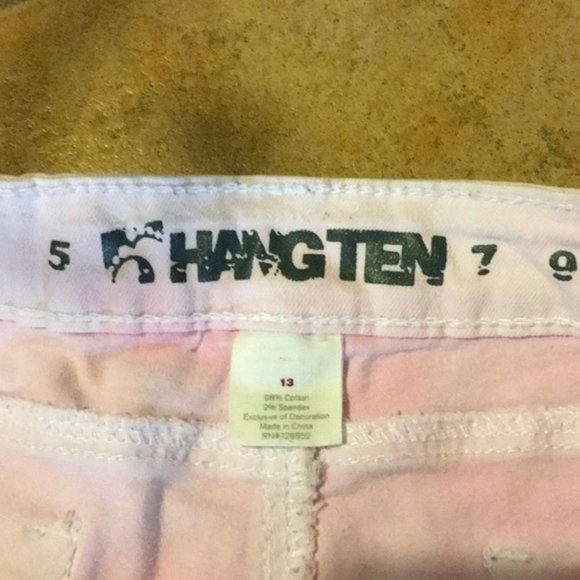 5 HANG TEN 7 9
13
98% Cotton
2% Spandex
Exclusive of Decoration
Made in China
RN#128852